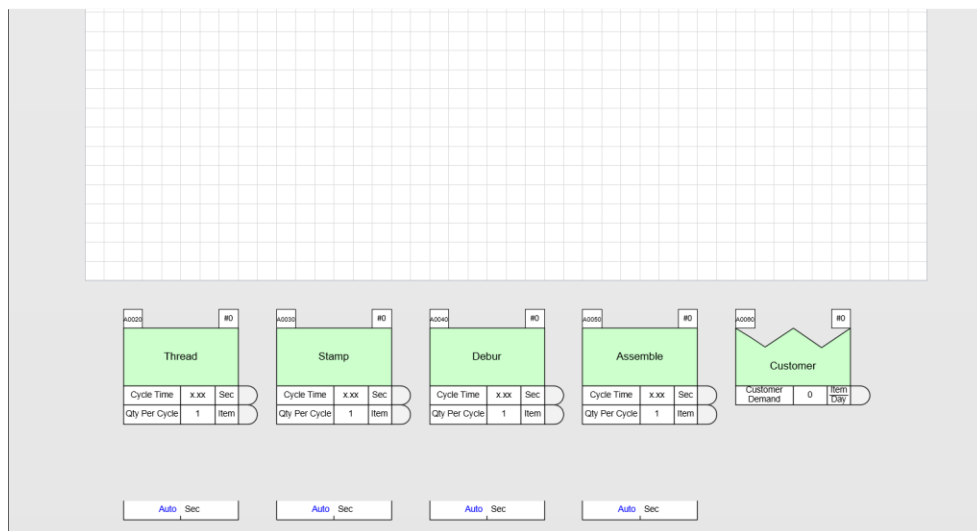 A0020 #0 A0030 #0 A0040 #0 A0050 #0 A0060 #0
Thread Stamp Debur Assemble Customer
Cycle Time x.xx Sec Cycle Time x.xx Sec Cycle Time x.xx Sec Cycle Time x.xx Sec Customer Demand 0 Item Day
Qty Per Cycle 1 Item Qty Per Cycle 1 Item Qty Per Cycle 1 Item Qty Per Cycle 1 Item
Auto Sec Auto Sec Auto Sec Auto Sec